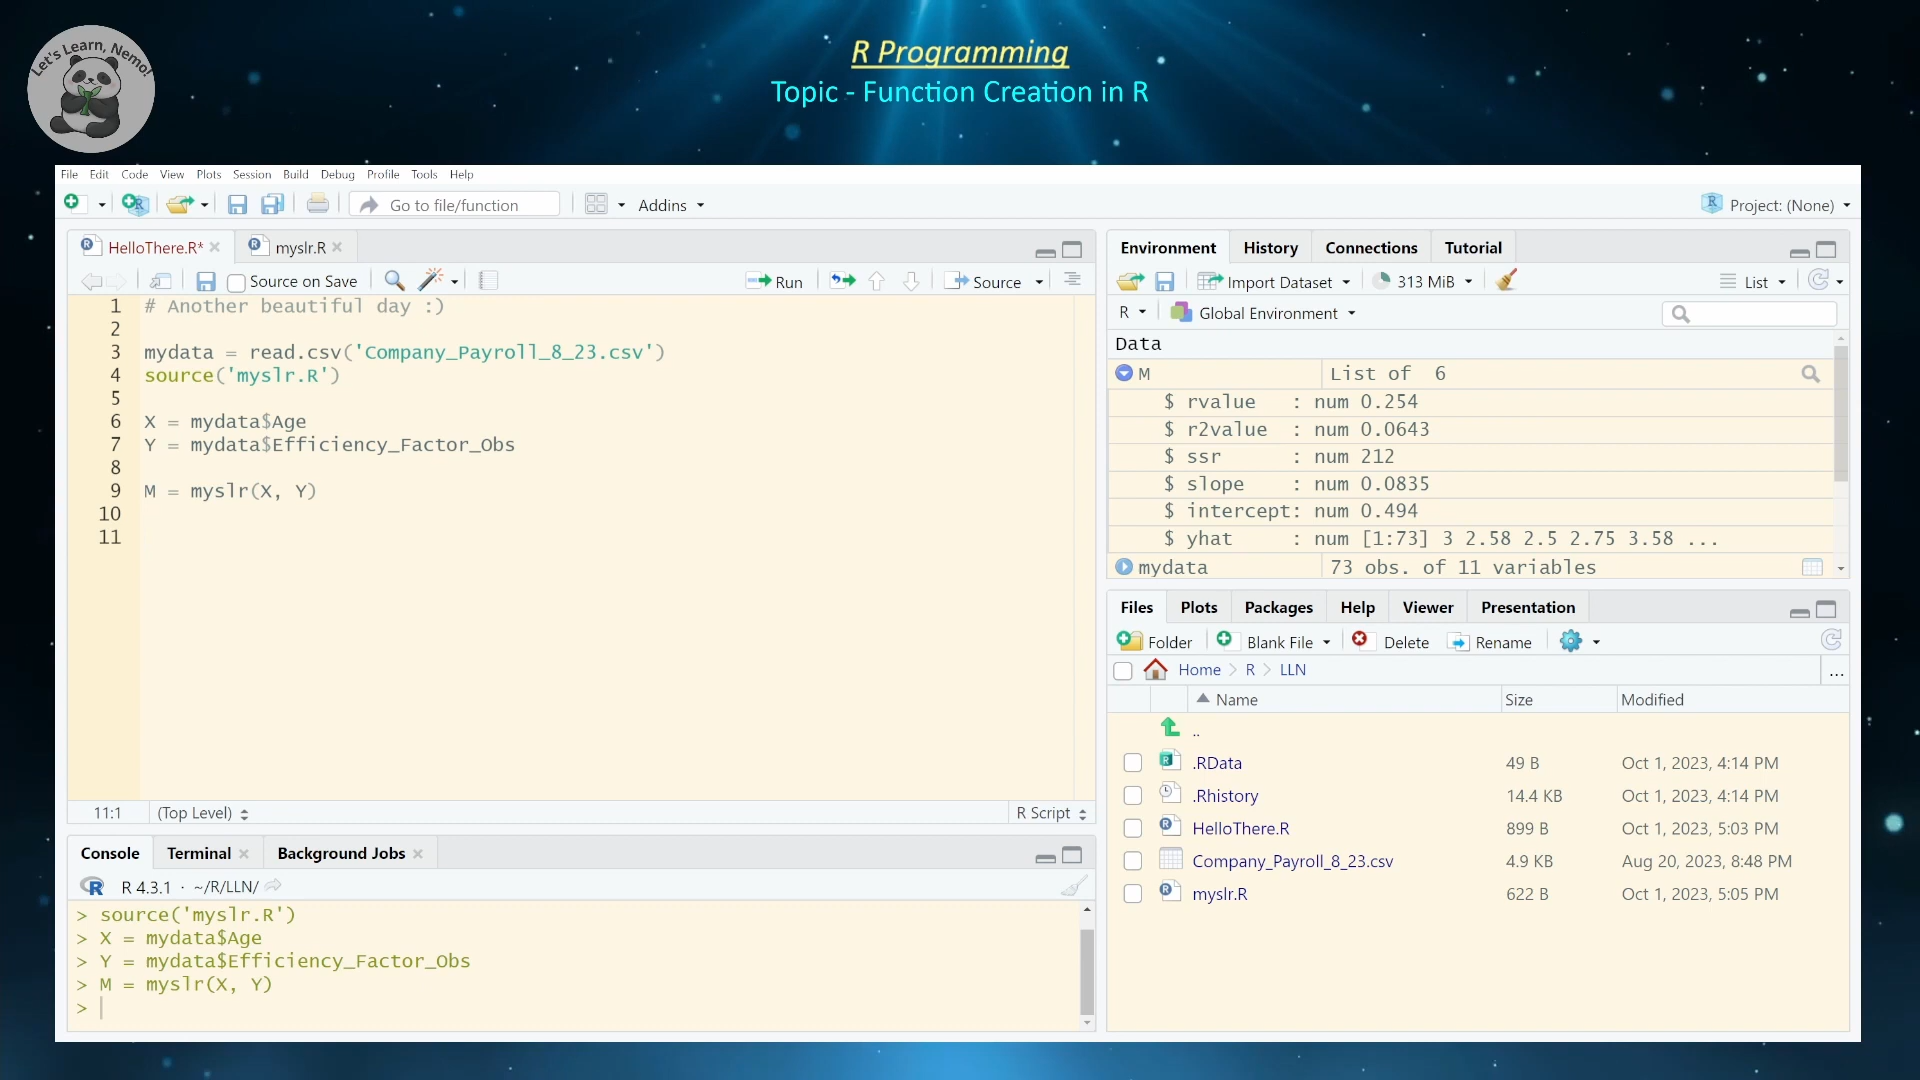 Let's Learn, Nemo!
R Programming
Topic - Function Creation in R
File Edit Code View Plots Session Build Debug Profile Tools Help
Go to file/function
Addins
Project: (None)
HelloThere.R*
myslr.R
Source on Save
Run
Source
1 # Another beautiful day :)
2
3 mydata = read.csv('Company_Payroll_8_23.csv')
4 source('myslr.R')
5
6 X = mydata$Age
7 Y = mydata$Efficiency_Factor_Obs
8
9 M = myslr(X, Y)
10
11
11:1 (Top Level) R Script
Console Terminal Background Jobs
R 4.3.1 · ~/R/LLN/
> source('myslr.R')
> X = mydata$Age
> Y = mydata$Efficiency_Factor_Obs
> M = myslr(X, Y)
>
Environment History Connections Tutorial
Import Dataset 313 MiB List
R Global Environment
Data
M List of 6
$ rvalue : num 0.254
$ r2value : num 0.0643
$ ssr : num 212
$ slope : num 0.0835
$ intercept: num 0.494
$ yhat : num [1:73] 3 2.58 2.5 2.75 3.58 ...
mydata 73 obs. of 11 variables
Files Plots Packages Help Viewer Presentation
Folder Blank File Delete Rename
Home R LLN ...
Name Size Modified
..
.RData 49 B Oct 1, 2023, 4:14 PM
.Rhistory 14.4 KB Oct 1, 2023, 4:14 PM
HelloThere.R 899 B Oct 1, 2023, 5:03 PM
Company_Payroll_8_23.csv 4.9 KB Aug 20, 2023, 8:48 PM
myslr.R 622 B Oct 1, 2023, 5:05 PM